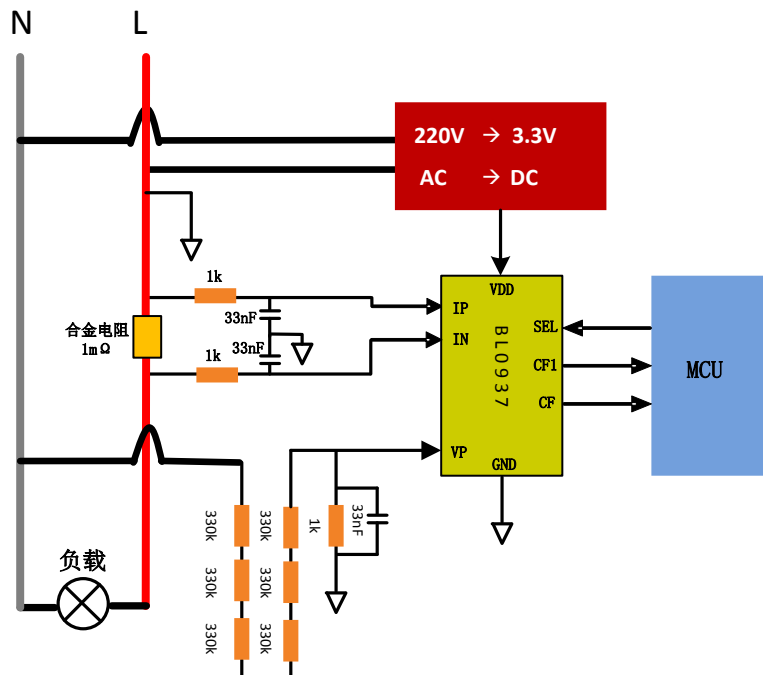 N
L
220V → 3.3V
AC → DC
1k
33nF
33nF
1k
合金电阻
1mΩ
VDD
IP
IN
BL0937
SEL
CF1
CF
VP
GND
MCU
330k
330k
1k
33nF
330k
330k
330k
330k
负载